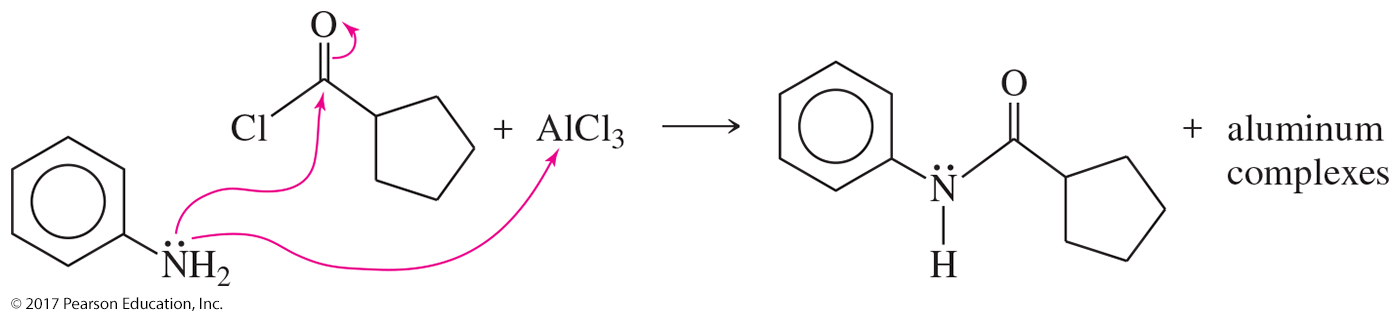 O
Cl
+ AlCl₃
N̈H₂
O
N̈
H
+ aluminum
complexes
© 2017 Pearson Education, Inc.